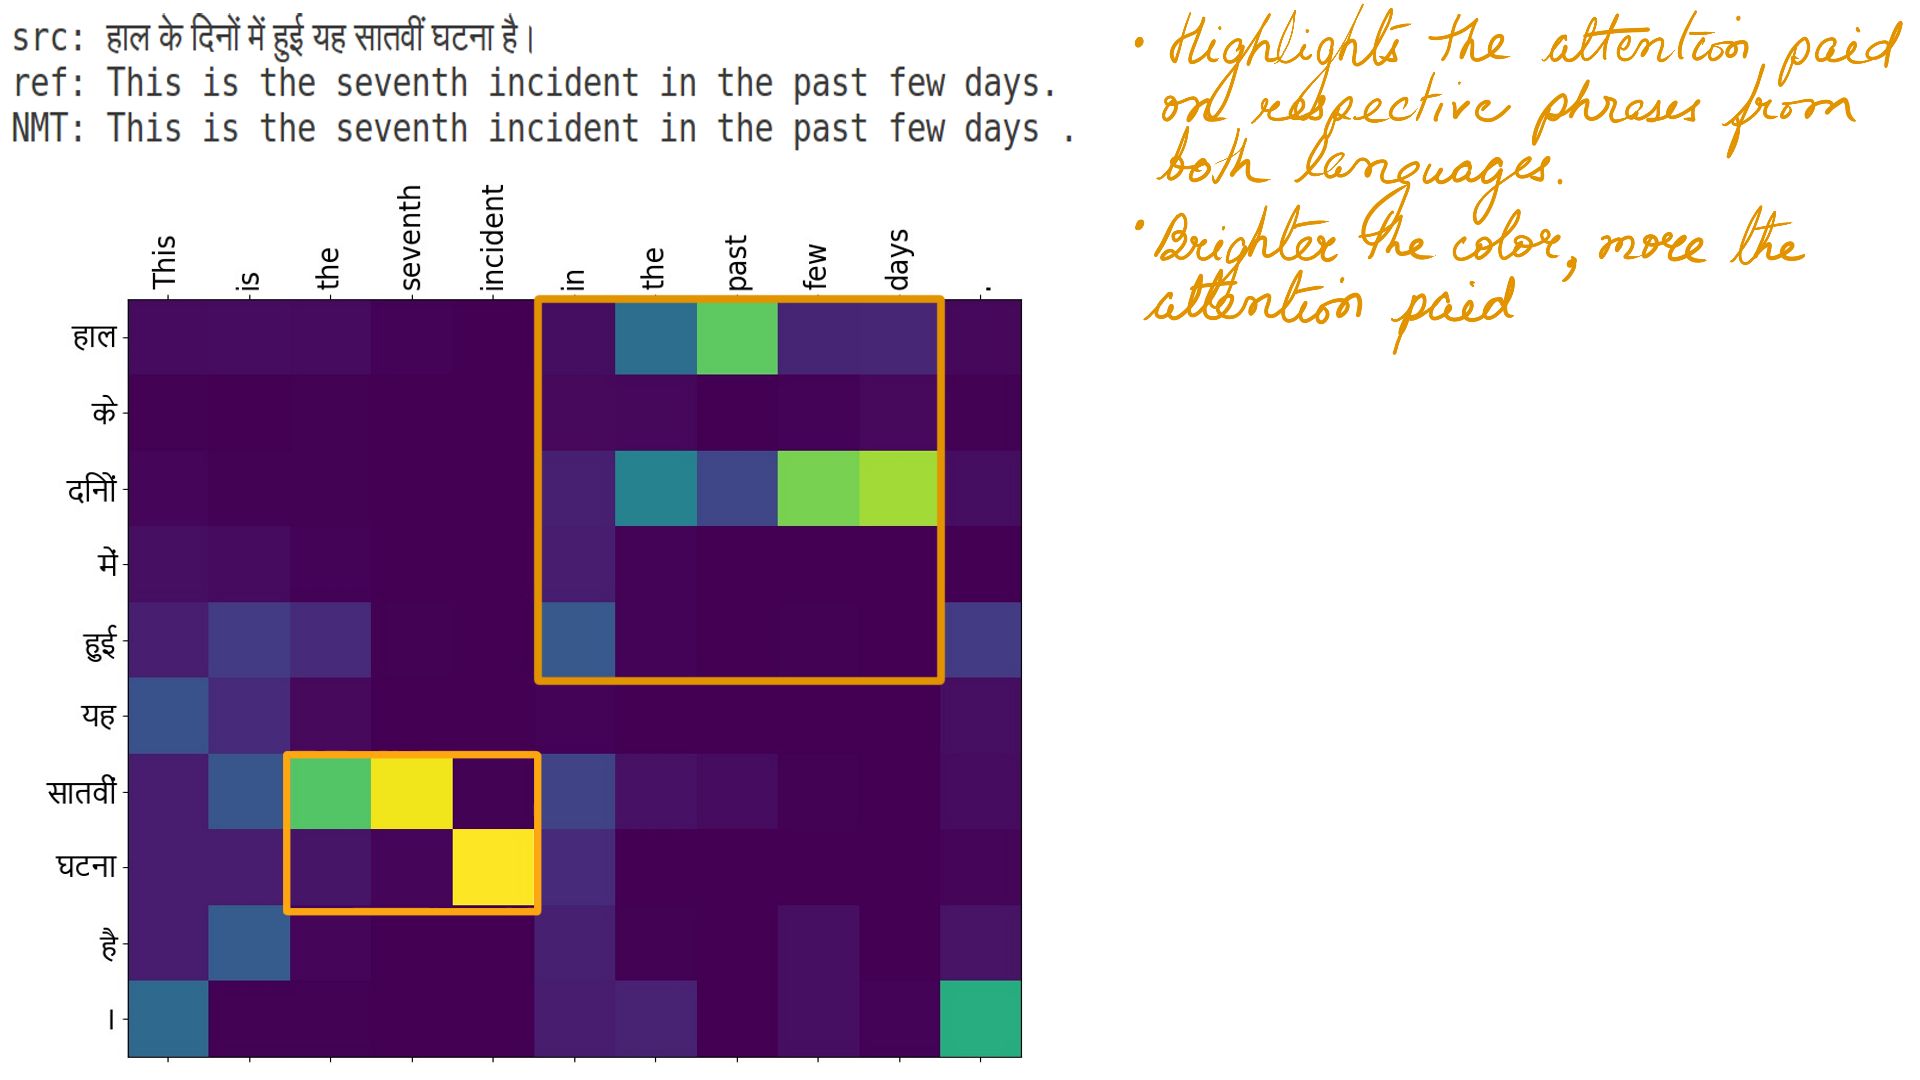 src: हाल के दिनों में हुई यह सातवीं घटना है।
ref: This is the seventh incident in the past few days.
NMT: This is the seventh incident in the past few days .
• Highlights the attention paid
on respective phrases from
both languages.
• Brighter the color, more the
attention paid
This
is
the
seventh
incident
in
the
past
few
days
.
हाल
के
दिनों
में
हुई
यह
सातवीं
घटना
है
।